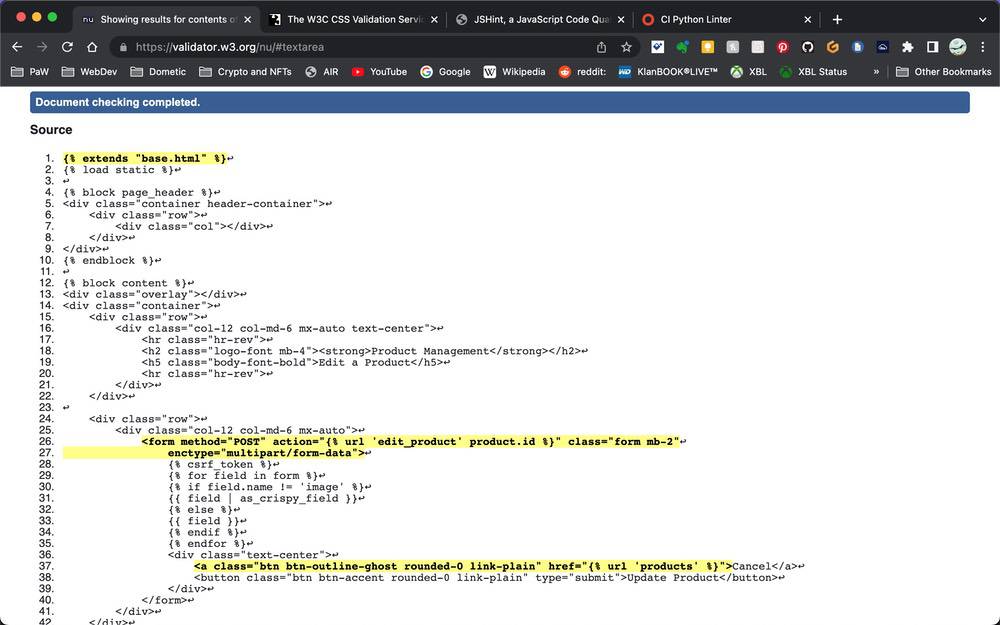 Showing results for contents o
The W3C CSS Validation Servi
JSHint, a JavaScript Code Qua
CI Python Linter
https://validator.w3.org/nu/#textarea
PaW WebDev Dometic Crypto and NFTs AIR YouTube Google Wikipedia reddit: KlanBOOK®LIVE™ XBL XBL Status » Other Bookmarks
Document checking completed.
Source
1. {% extends "base.html" %}↩
2. {% load static %}↩
3. ↩
4. {% block page_header %}↩
5. <div class="container header-container">↩
6. <div class="row">↩
7. <div class="col"></div>↩
8. </div>↩
9. </div>↩
10. {% endblock %}↩
11. ↩
12. {% block content %}↩
13. <div class="overlay"></div>↩
14. <div class="container">↩
15. <div class="row">↩
16. <div class="col-12 col-md-6 mx-auto text-center">↩
17. <hr class="hr-rev">↩
18. <h2 class="logo-font mb-4"><strong>Product Management</strong></h2>↩
19. <h5 class="body-font-bold">Edit a Product</h5>↩
20. <hr class="hr-rev">↩
21. </div>↩
22. </div>↩
23. ↩
24. <div class="row">↩
25. <div class="col-12 col-md-6 mx-auto">↩
26. <form method="POST" action="{% url 'edit_product' product.id %}" class="form mb-2"↩
27. enctype="multipart/form-data">↩
28. {% csrf_token %}↩
29. {% for field in form %}↩
30. {% if field.name != 'image' %}↩
31. {{ field | as_crispy_field }}↩
32. {% else %}↩
33. {{ field }}↩
34. {% endif %}↩
35. {% endfor %}↩
36. <div class="text-center">↩
37. <a class="btn btn-outline-ghost rounded-0 link-plain" href="{% url 'products' %}">Cancel</a>↩
38. <button class="btn btn-accent rounded-0 link-plain" type="submit">Update Product</button>↩
39. </div>↩
40. </form>↩
41. </div>↩
42. </div>↩